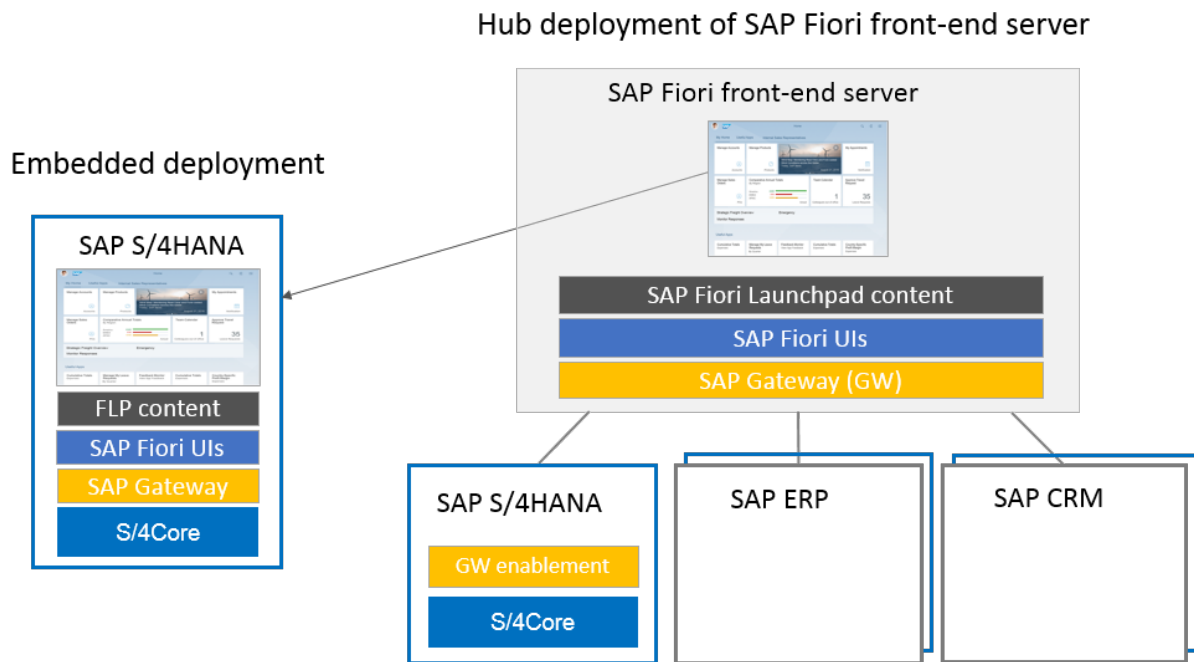 Hub deployment of SAP Fiori front-end server
SAP Fiori front-end server
SAP Fiori Launchpad content
SAP Fiori UIs
SAP Gateway (GW)
Embedded deployment
SAP S/4HANA
FLP content
SAP Fiori UIs
SAP Gateway
S/4Core
SAP S/4HANA
GW enablement
S/4Core
SAP ERP
SAP CRM